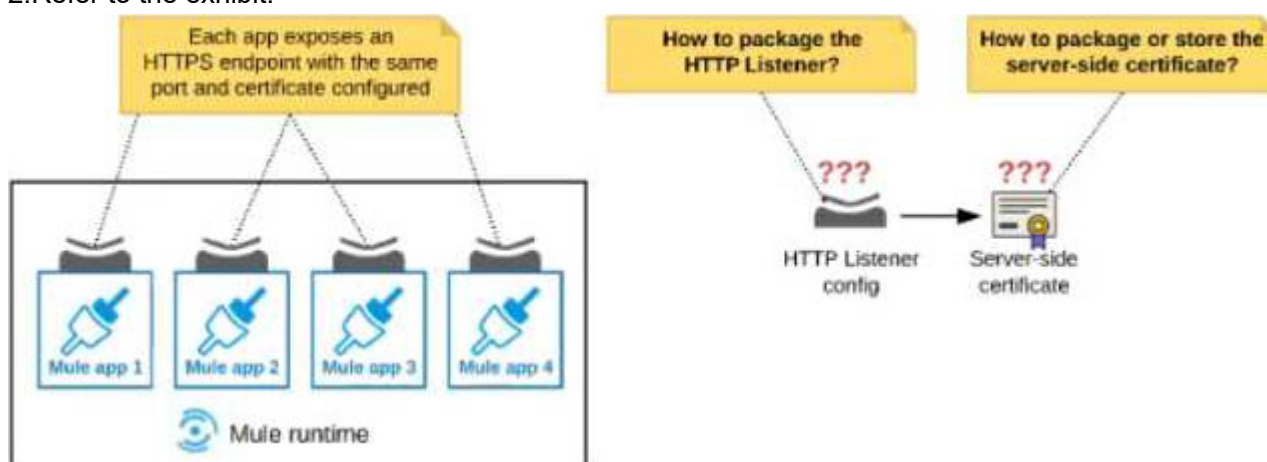 2.Refer to the exhibit.
Each app exposes an
HTTPS endpoint with the same
port and certificate configured
How to package the
HTTP Listener?
How to package or store the
server-side certificate?
???
???
HTTP Listener
config
Server-side
certificate
Mule app 1
Mule app 2
Mule app 3
Mule app 4
Mule runtime